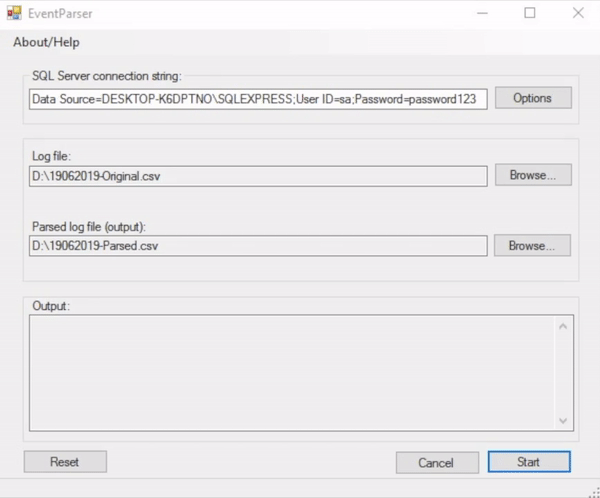 EventParser
About/Help
SQL Server connection string:
Data Source=DESKTOP-K6DPTNO\SQLEXPRESS;User ID=sa;Password=password123
Options
Log file:
D:\19062019-Original.csv
Browse...
Parsed log file (output):
D:\19062019-Parsed.csv
Browse...
Output:
Reset
Cancel
Start